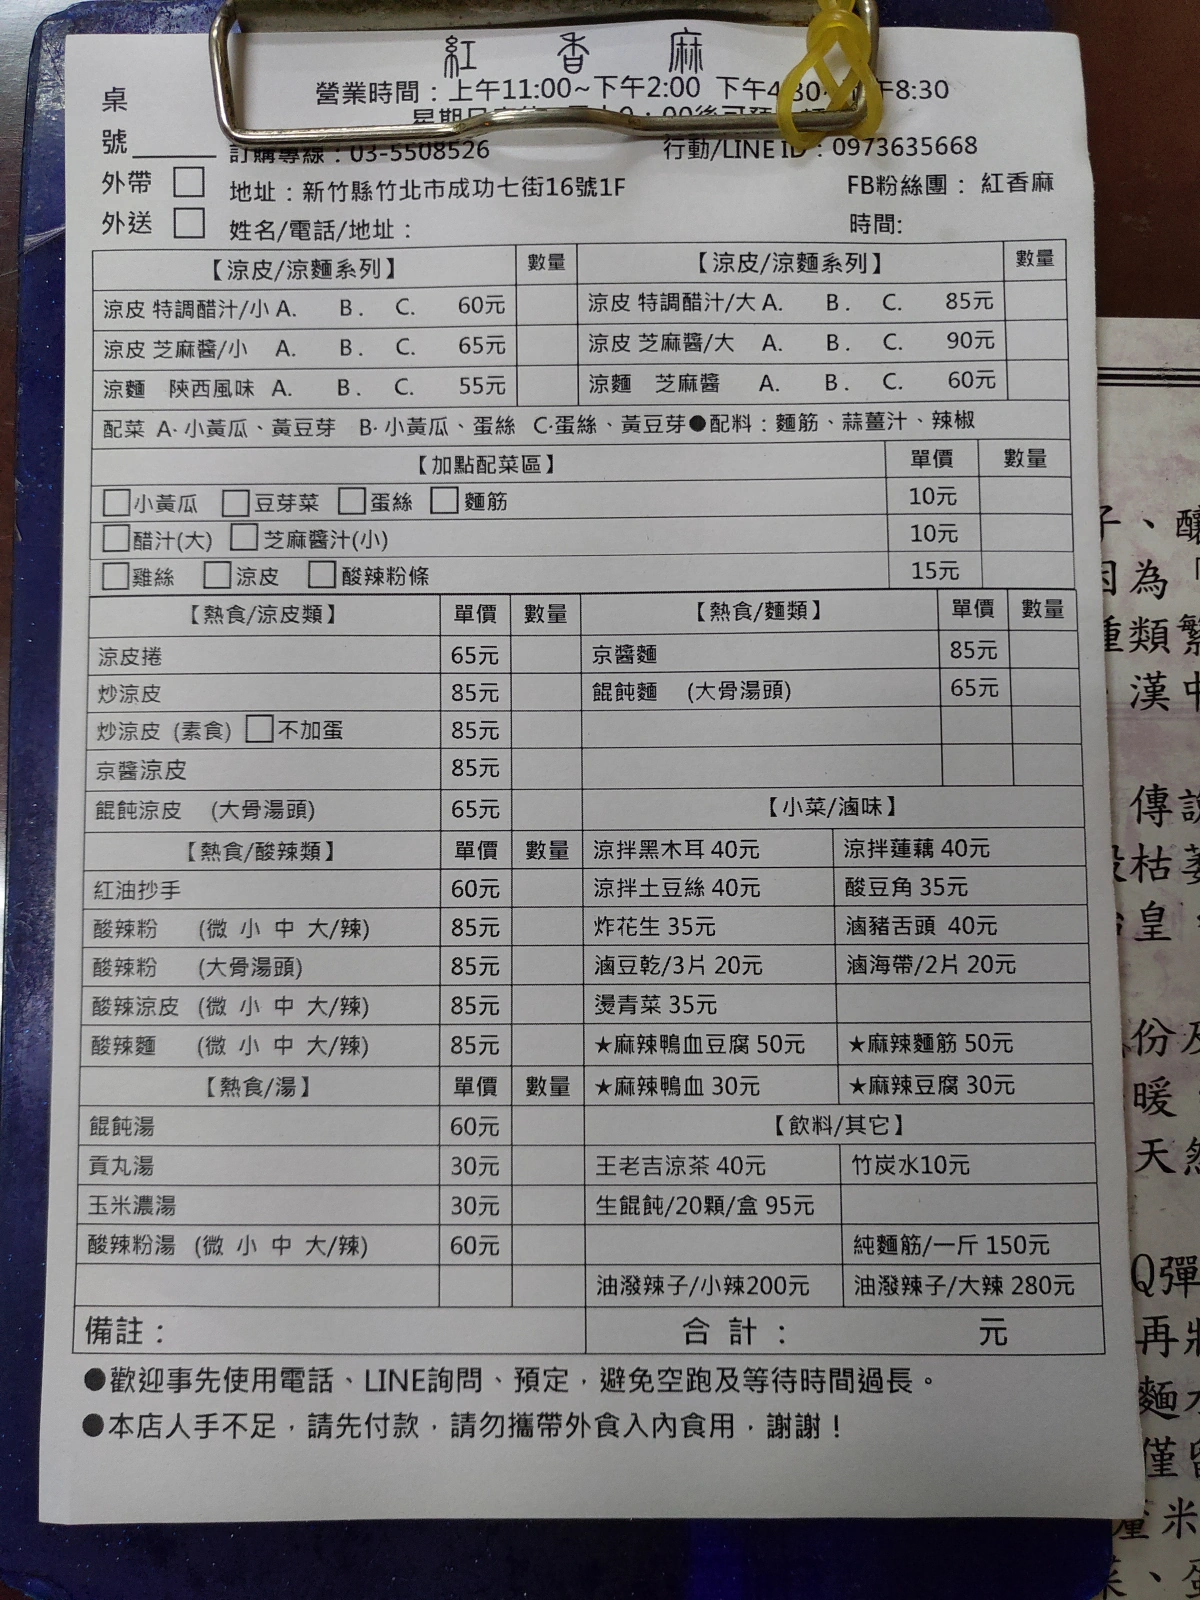 紅 香 麻
營業時間：上午11:00~下午2:00 下午4:30 午8:30
桌
號
訂購專線：03-5508526 行動/LINE ID：0973635668
外帶 □ 地址：新竹縣竹北市成功七街16號1F FB粉絲團： 紅香麻
外送 □ 姓名/電話/地址： 時間:
【涼皮/涼麵系列】 數量 【涼皮/涼麵系列】 數量
涼皮 特調醋汁/小 A. B. C. 60元 涼皮 特調醋汁/大 A. B. C. 85元
涼皮 芝麻醬/小 A. B. C. 65元 涼皮 芝麻醬/大 A. B. C. 90元
涼麵 陝西風味 A. B. C. 55元 涼麵 芝麻醬 A. B. C. 60元
配菜 A‧小黃瓜、黃豆芽 B‧小黃瓜、蛋絲 C‧蛋絲、黃豆芽●配料：麵筋、蒜薑汁、辣椒
【加點配菜區】 單價 數量
□小黃瓜 □豆芽菜 □蛋絲 □麵筋 10元
□醋汁(大) □芝麻醬汁(小) 10元
□雞絲 □涼皮 □酸辣粉條 15元
【熱食/涼皮類】 單價 數量 【熱食/麵類】 單價 數量
涼皮捲 65元 京醬麵 85元
炒涼皮 85元 餛飩麵 (大骨湯頭) 65元
炒涼皮 (素食) □不加蛋 85元
京醬涼皮 85元
餛飩涼皮 (大骨湯頭) 65元 【小菜/滷味】
【熱食/酸辣類】 單價 數量 涼拌黑木耳 40元 涼拌蓮藕 40元
紅油抄手 60元 涼拌土豆絲 40元 酸豆角 35元
酸辣粉 (微 小 中 大/辣) 85元 炸花生 35元 滷豬舌頭 40元
酸辣粉 (大骨湯頭) 85元 滷豆乾/3片 20元 滷海帶/2片 20元
酸辣涼皮 (微 小 中 大/辣) 85元 燙青菜 35元
酸辣麵 (微 小 中 大/辣) 85元 ★麻辣鴨血豆腐 50元 ★麻辣麵筋 50元
【熱食/湯】 單價 數量 ★麻辣鴨血 30元 ★麻辣豆腐 30元
餛飩湯 60元 【飲料/其它】
貢丸湯 30元 王老吉涼茶 40元 竹炭水10元
玉米濃湯 30元 生餛飩/20顆/盒 95元
酸辣粉湯 (微 小 中 大/辣) 60元 純麵筋/一斤 150元
油潑辣子/小辣200元 油潑辣子/大辣 280元
備註： 合 計： 元
●歡迎事先使用電話、LINE詢問、預定，避免空跑及等待時間過長。
●本店人手不足，請先付款，請勿攜帶外食入內食用，謝謝！
子、釀
因為「
種類繁
漢中
傳說
枯萎
皇
份及
暖
天然
Q彈
再將
麵
僅留
釐米
菜、蛋